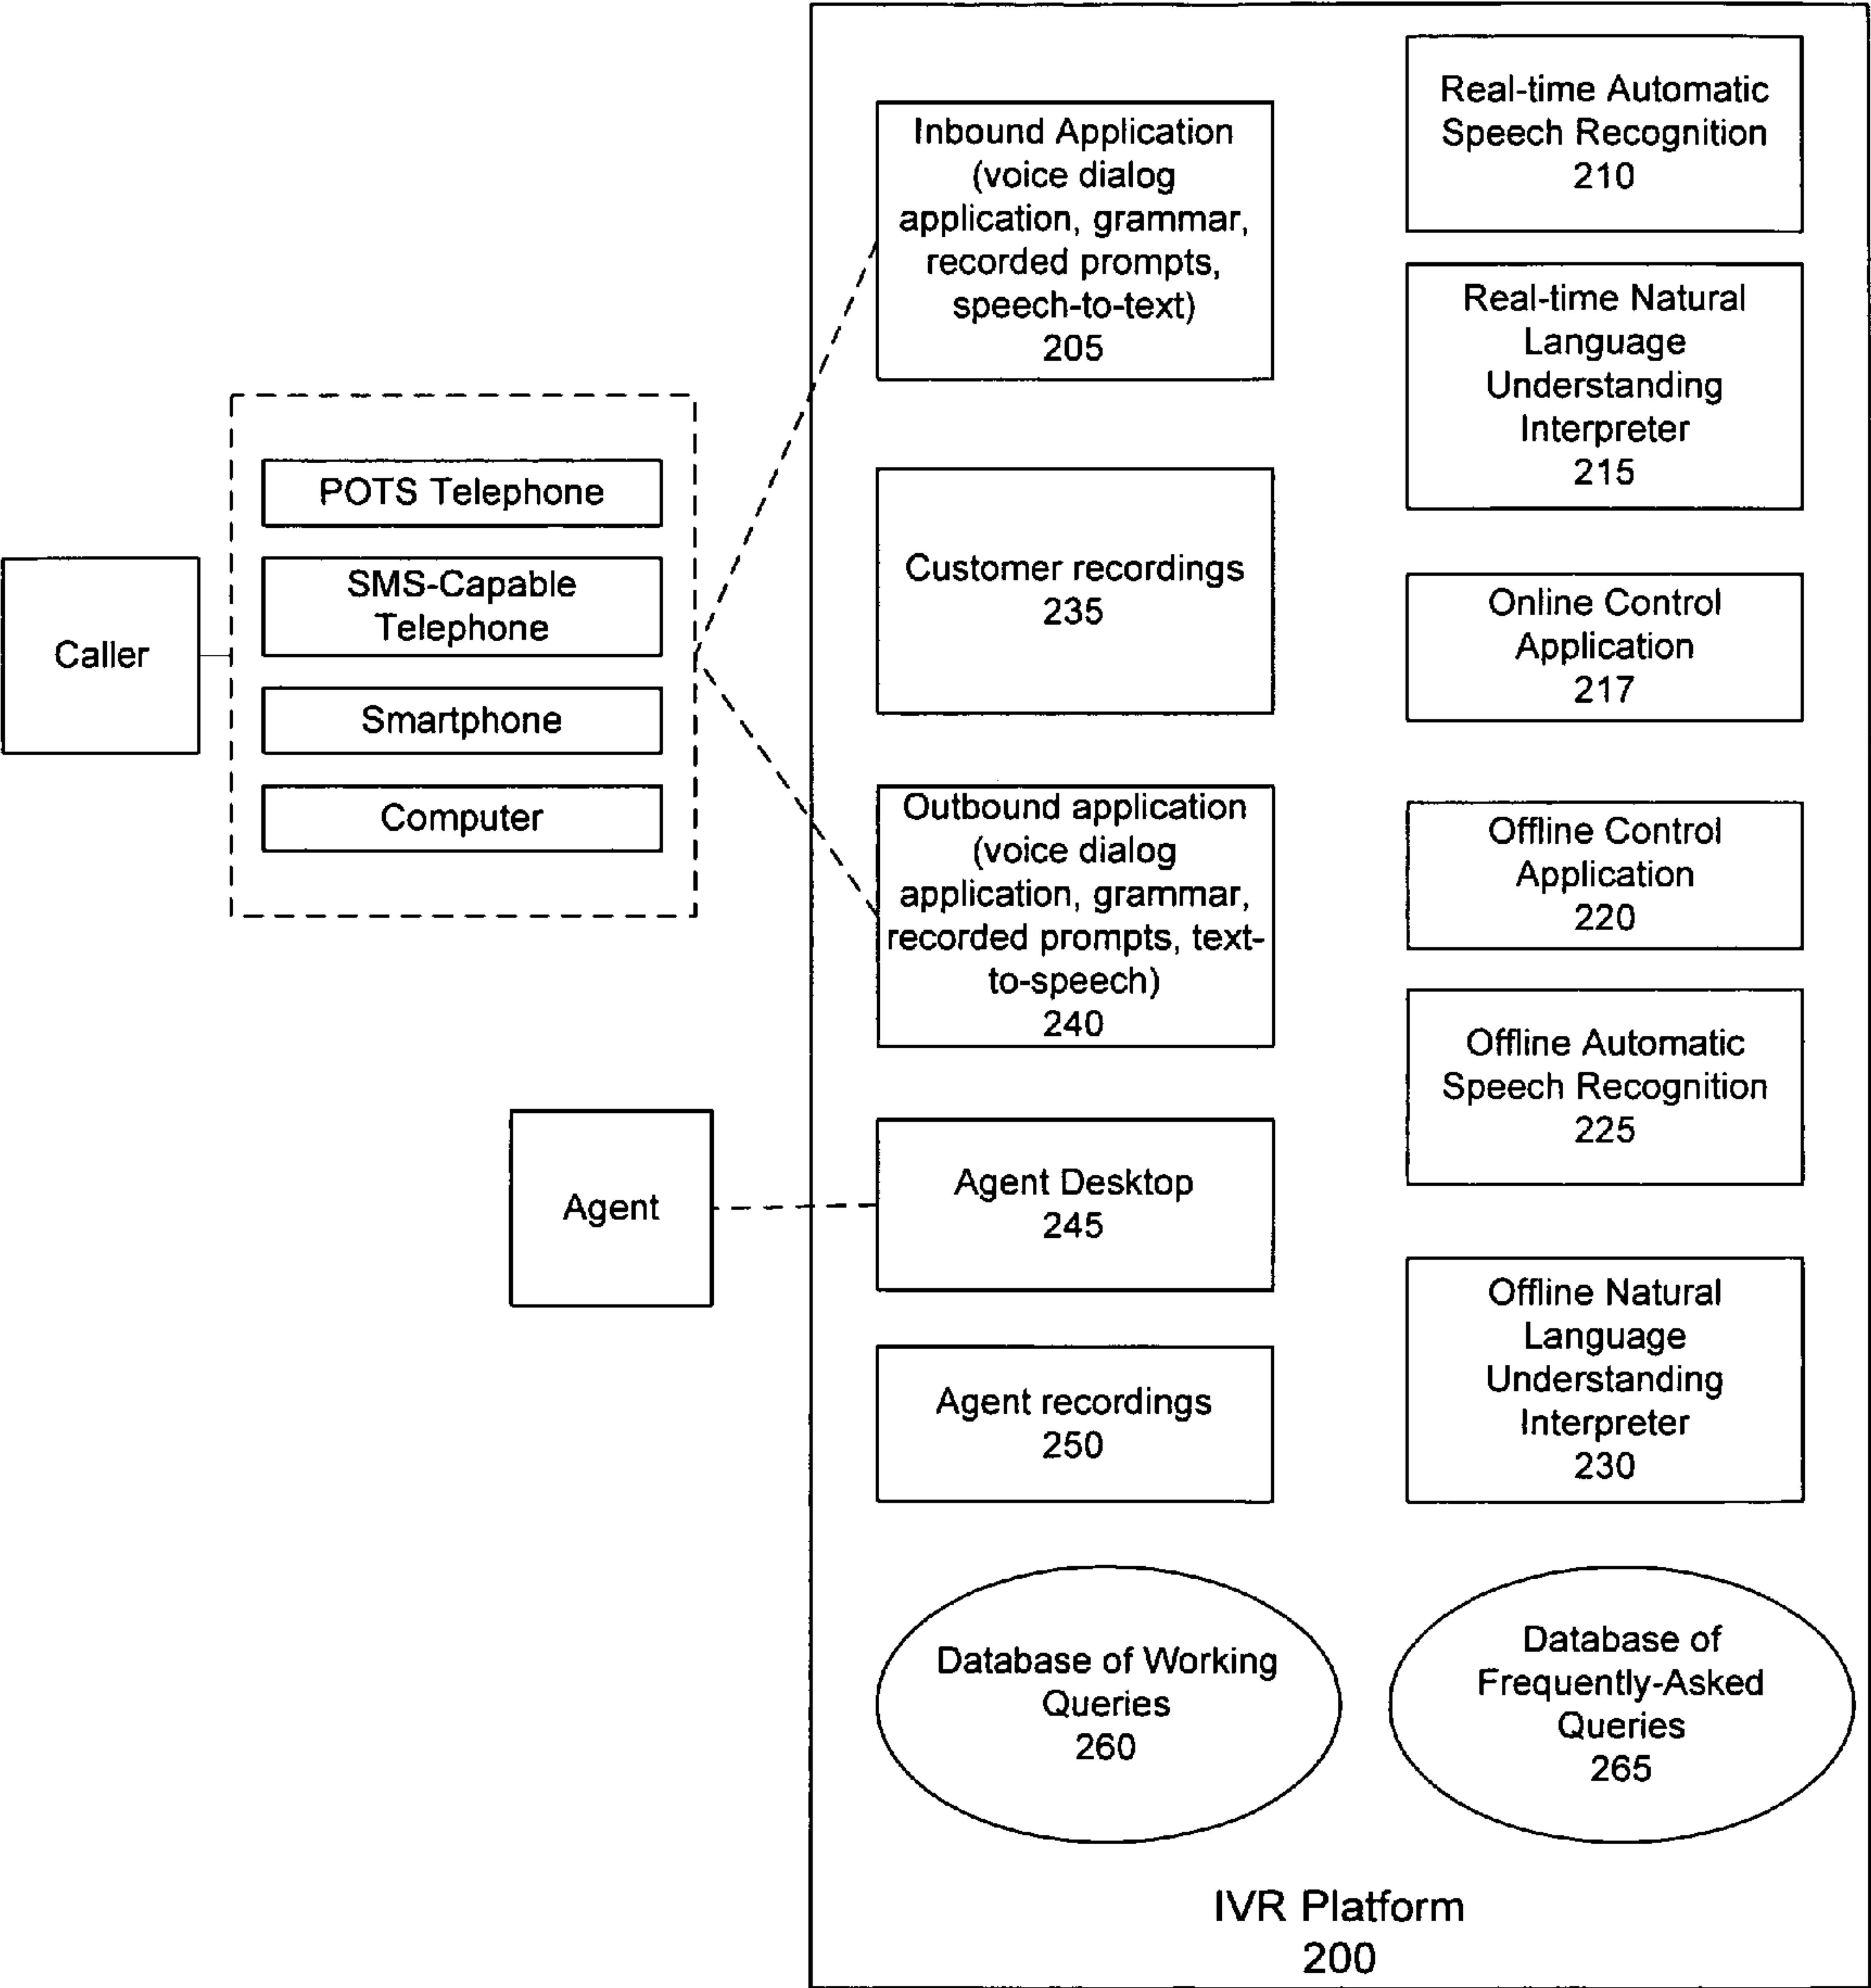 Caller
POTS Telephone
SMS-Capable
Telephone
Smartphone
Computer
Agent
Inbound Application
(voice dialog
application, grammar,
recorded prompts,
speech-to-text)
205
Customer recordings
235
Outbound application
(voice dialog
application, grammar,
recorded prompts, text-
to-speech)
240
Agent Desktop
245
Agent recordings
250
Real-time Automatic
Speech Recognition
210
Real-time Natural
Language
Understanding
Interpreter
215
Online Control
Application
217
Offline Control
Application
220
Offline Automatic
Speech Recognition
225
Offline Natural
Language
Understanding
Interpreter
230
Database of Working
Queries
260
Database of
Frequently-Asked
Queries
265
IVR Platform
200